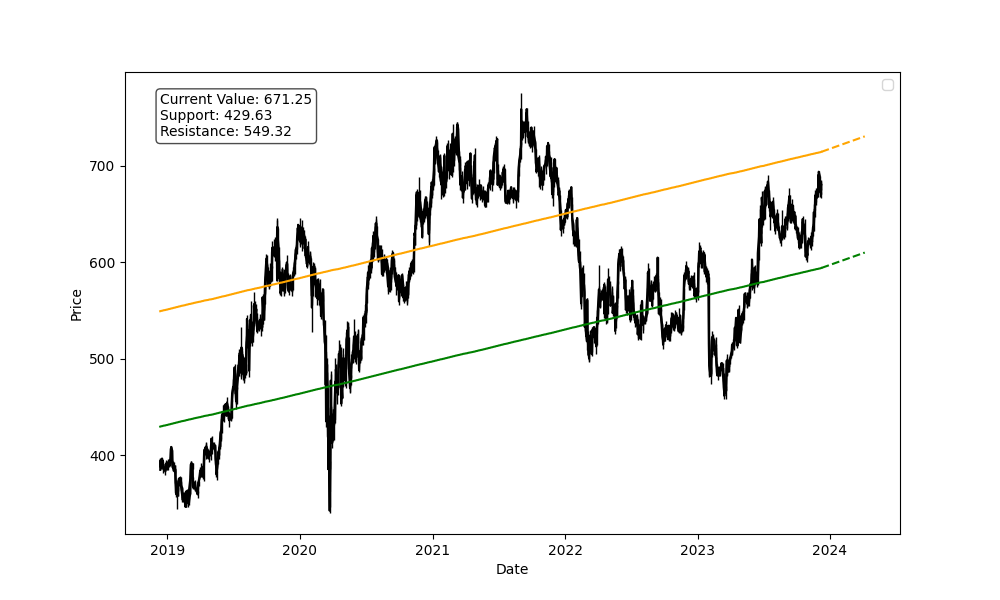 Current Value: 671.25
Support: 429.63
Resistance: 549.32
700
600
500
400
Price
2019 2020 2021 2022 2023 2024
Date